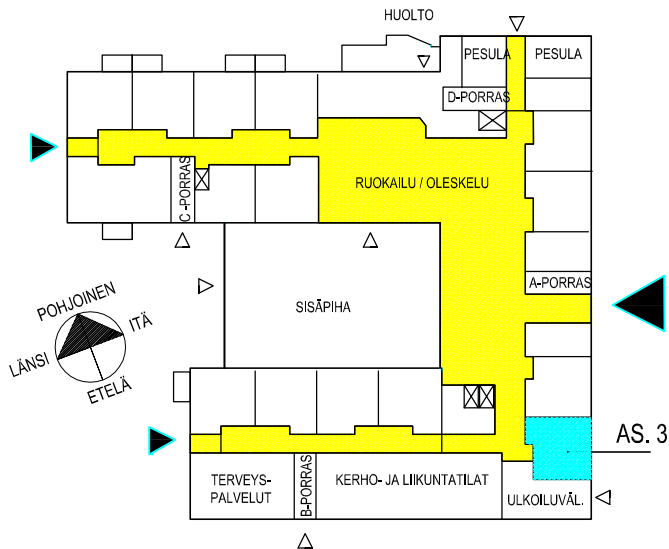 HUOLTO
PESULA
PESULA
D-PORRAS
C-PORRAS
RUOKAILU / OLESKELU
A-PORRAS
SISÄPIHA
POHJOINEN
ITÄ
LÄNSI
ETELÄ
AS. 3
TERVEYS-
PALVELUT
B-PORRAS
KERHO- JA LIIKUNTATILAT
ULKOILUVÄL.